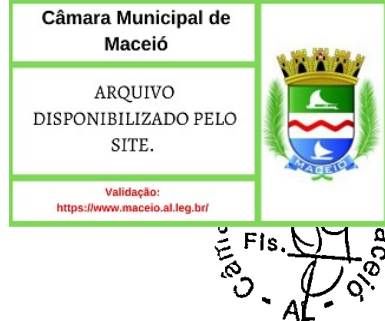 Câmara Municipal de
Maceió
ARQUIVO
DISPONIBILIZADO PELO
SITE.
Validação:
https://www.maceio.al.leg.br/
MACEIÓ
Fls.
- AL -